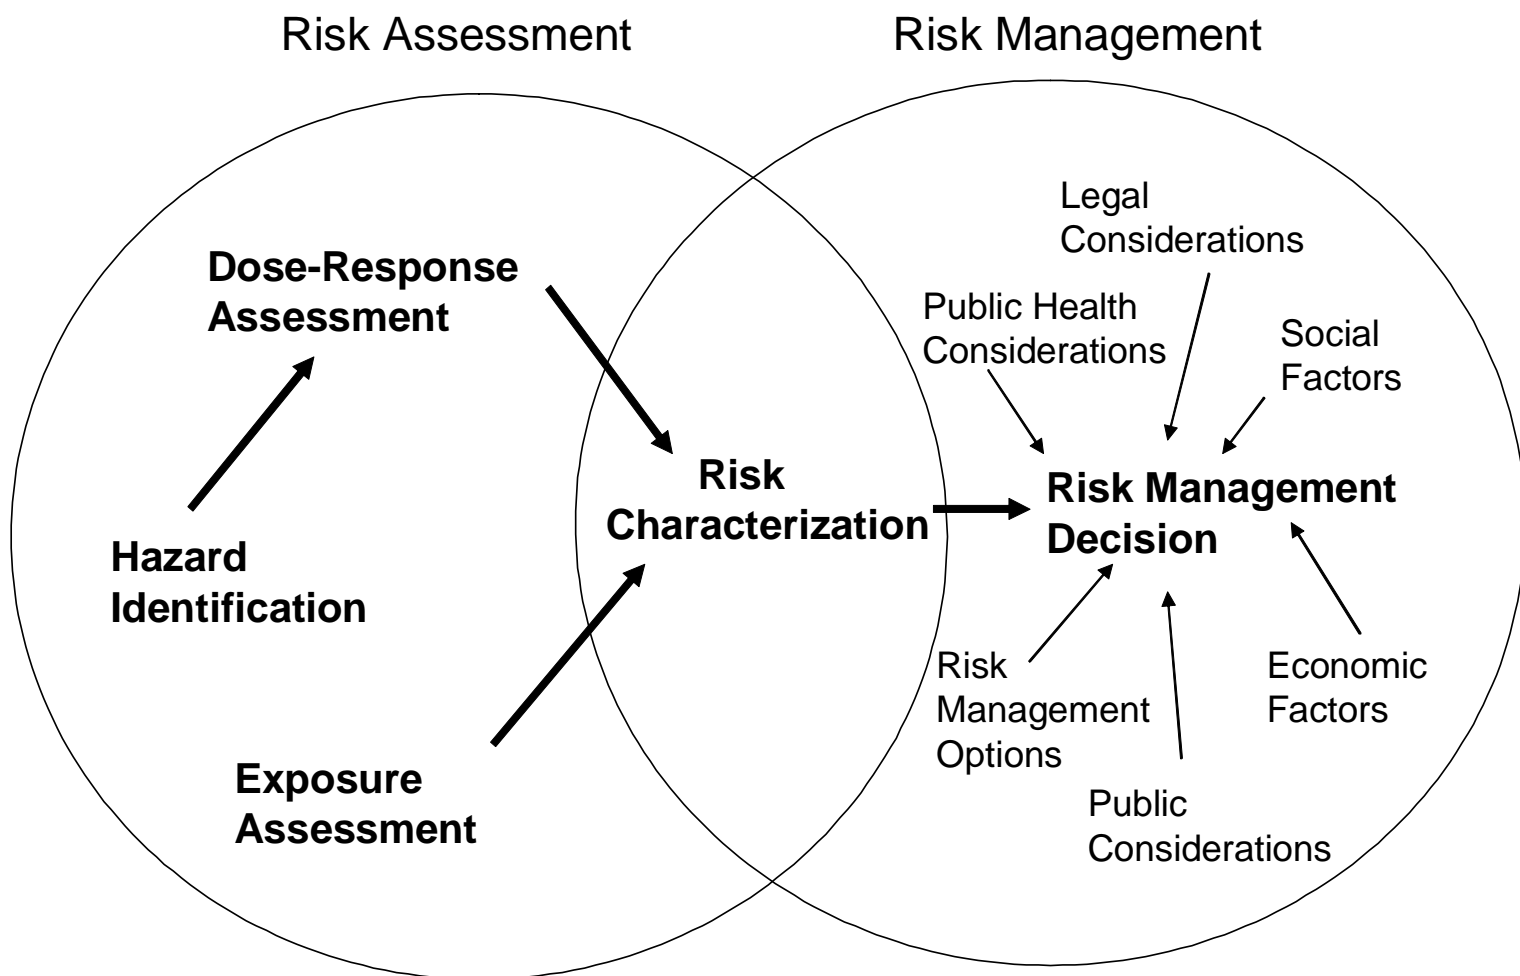 Risk Assessment
Risk Management
Dose-Response
Assessment
Hazard
Identification
Exposure
Assessment
Risk
Characterization
Legal
Considerations
Public Health
Considerations
Social
Factors
Risk Management
Decision
Risk
Management
Options
Economic
Factors
Public
Considerations